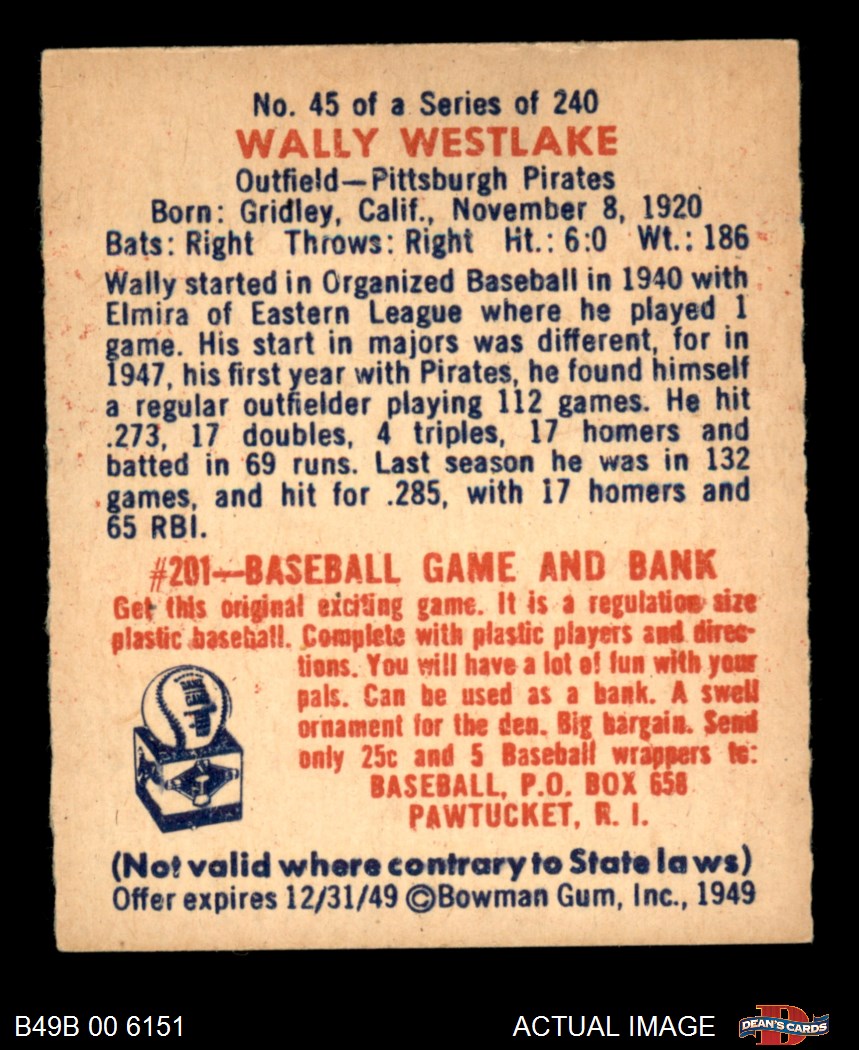 No. 45 of a Series of 240
WALLY WESTLAKE
Outfield—Pittsburgh Pirates
Born: Gridley, Calif., November 8, 1920
Bats: Right Throws: Right Ht.: 6:0 Wt.: 186
Wally started in Organized Baseball in 1940 with
Elmira of Eastern League where he played 1
game. His start in majors was different, for in
1947, his first year with Pirates, he found himself
a regular outfielder playing 112 games. He hit
.273, 17 doubles, 4 triples, 17 homers and
batted in 69 runs. Last season he was in 132
games, and hit for .285, with 17 homers and
65 RBI.
#201—BASEBALL GAME AND BANK
Get this original exciting game. It is a regulation size
plastic baseball. Complete with plastic players and direc-
tions. You will have a lot of fun with your
pals. Can be used as a bank. A swell
ornament for the den. Big bargain. Send
only 25c and 5 Baseball wrappers to:
BASEBALL, P.O. BOX 658
PAWTUCKET, R. I.
(Not valid where contrary to State laws)
Offer expires 12/31/49 ©Bowman Gum, Inc., 1949
B49B 00 6151
ACTUAL IMAGE
DEAN'S CARDS